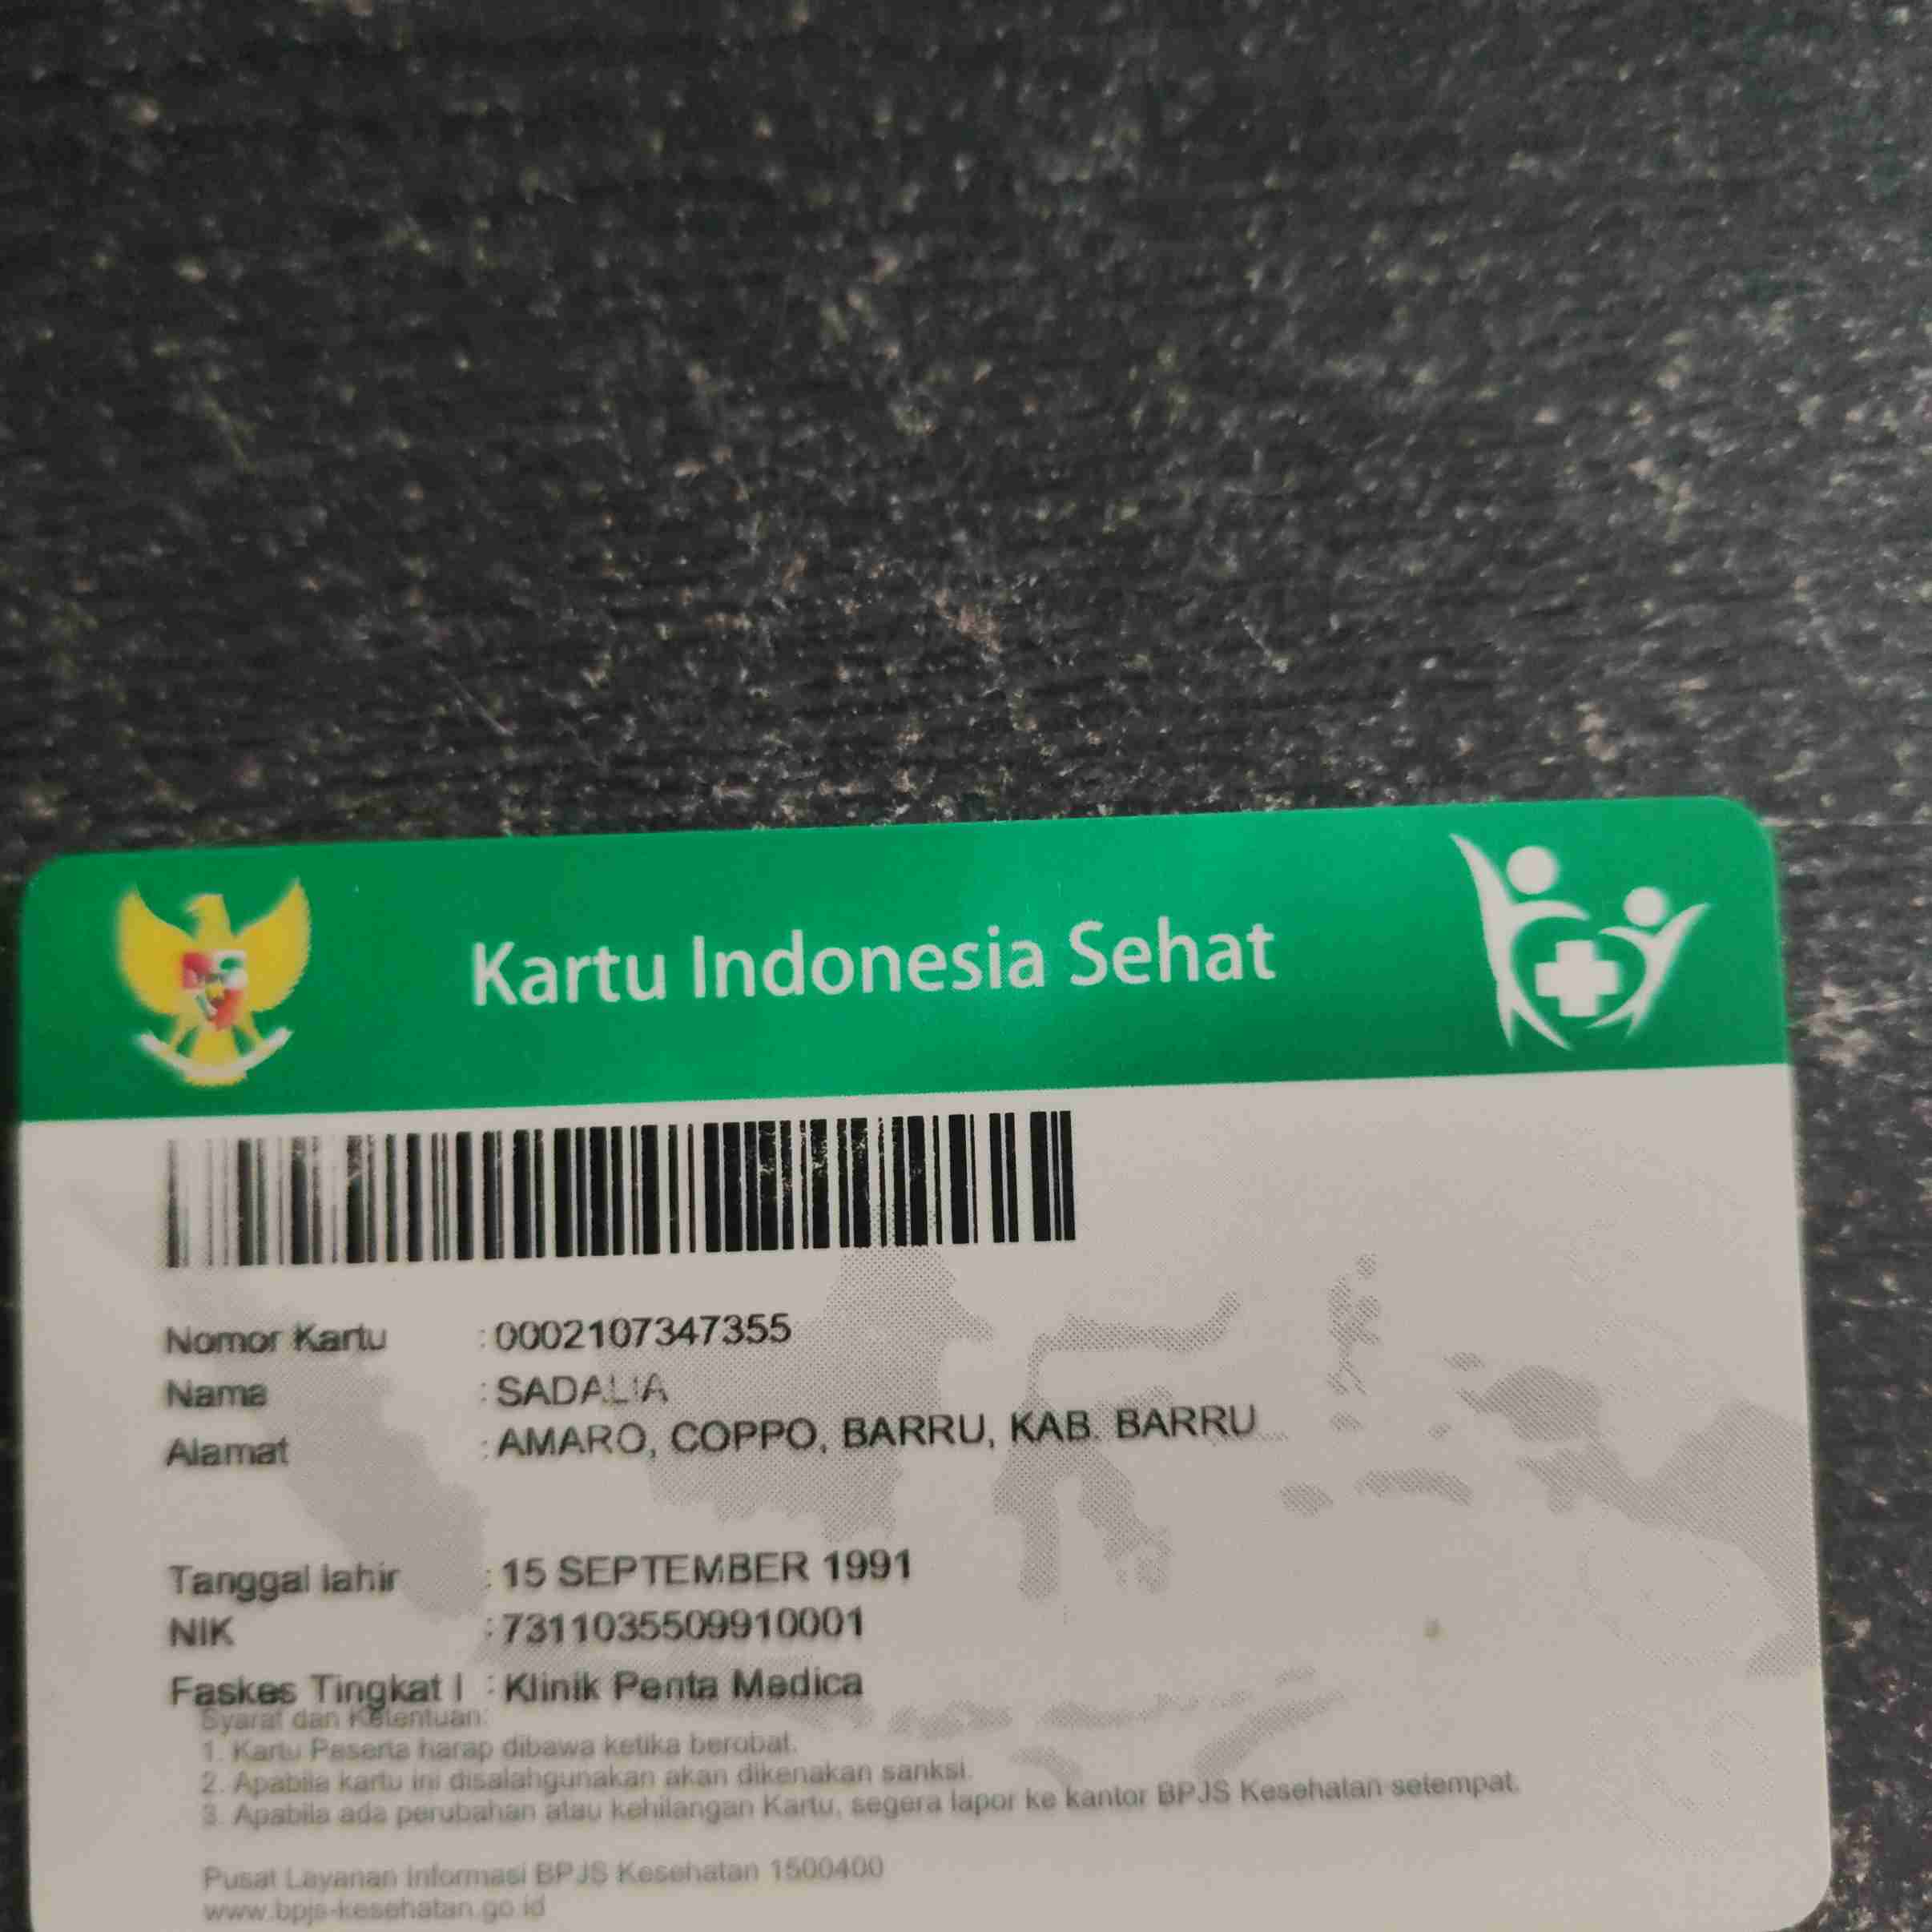 Kartu Indonesia Sehat
Nomor Kartu : 0002107347355
Nama : SADALIA
Alamat : AMARO, COPPO, BARRU, KAB. BARRU
Tanggal lahir : 15 SEPTEMBER 1991
NIK : 7311035509910001
Faskes Tingkat I : Klinik Penta Medica
Syarat dan Ketentuan:
1. Kartu Peserta harap dibawa ketika berobat.
2. Apabila kartu ini disalahgunakan akan dikenakan sanksi.
3. Apabila ada perubahan atau kehilangan Kartu, segera lapor ke kantor BPJS Kesehatan setempat.
Pusat Layanan Informasi BPJS Kesehatan 1500400
www.bpjs-kesehatan.go.id